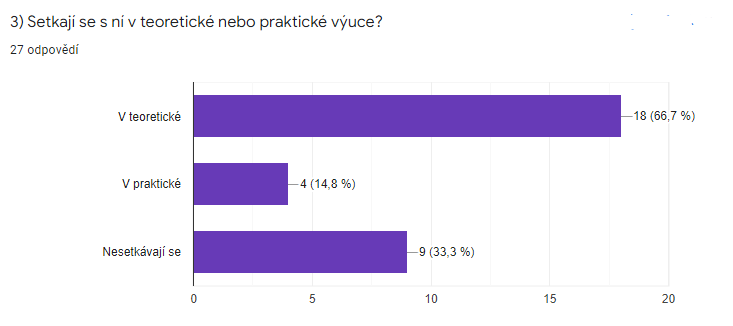 3) Setkají se s ní v teoretické nebo praktické výuce?
27 odpovědí
V teoretické
18 (66,7 %)
V praktické
4 (14,8 %)
Nesetkávají se
9 (33,3 %)
0 5 10 15 20